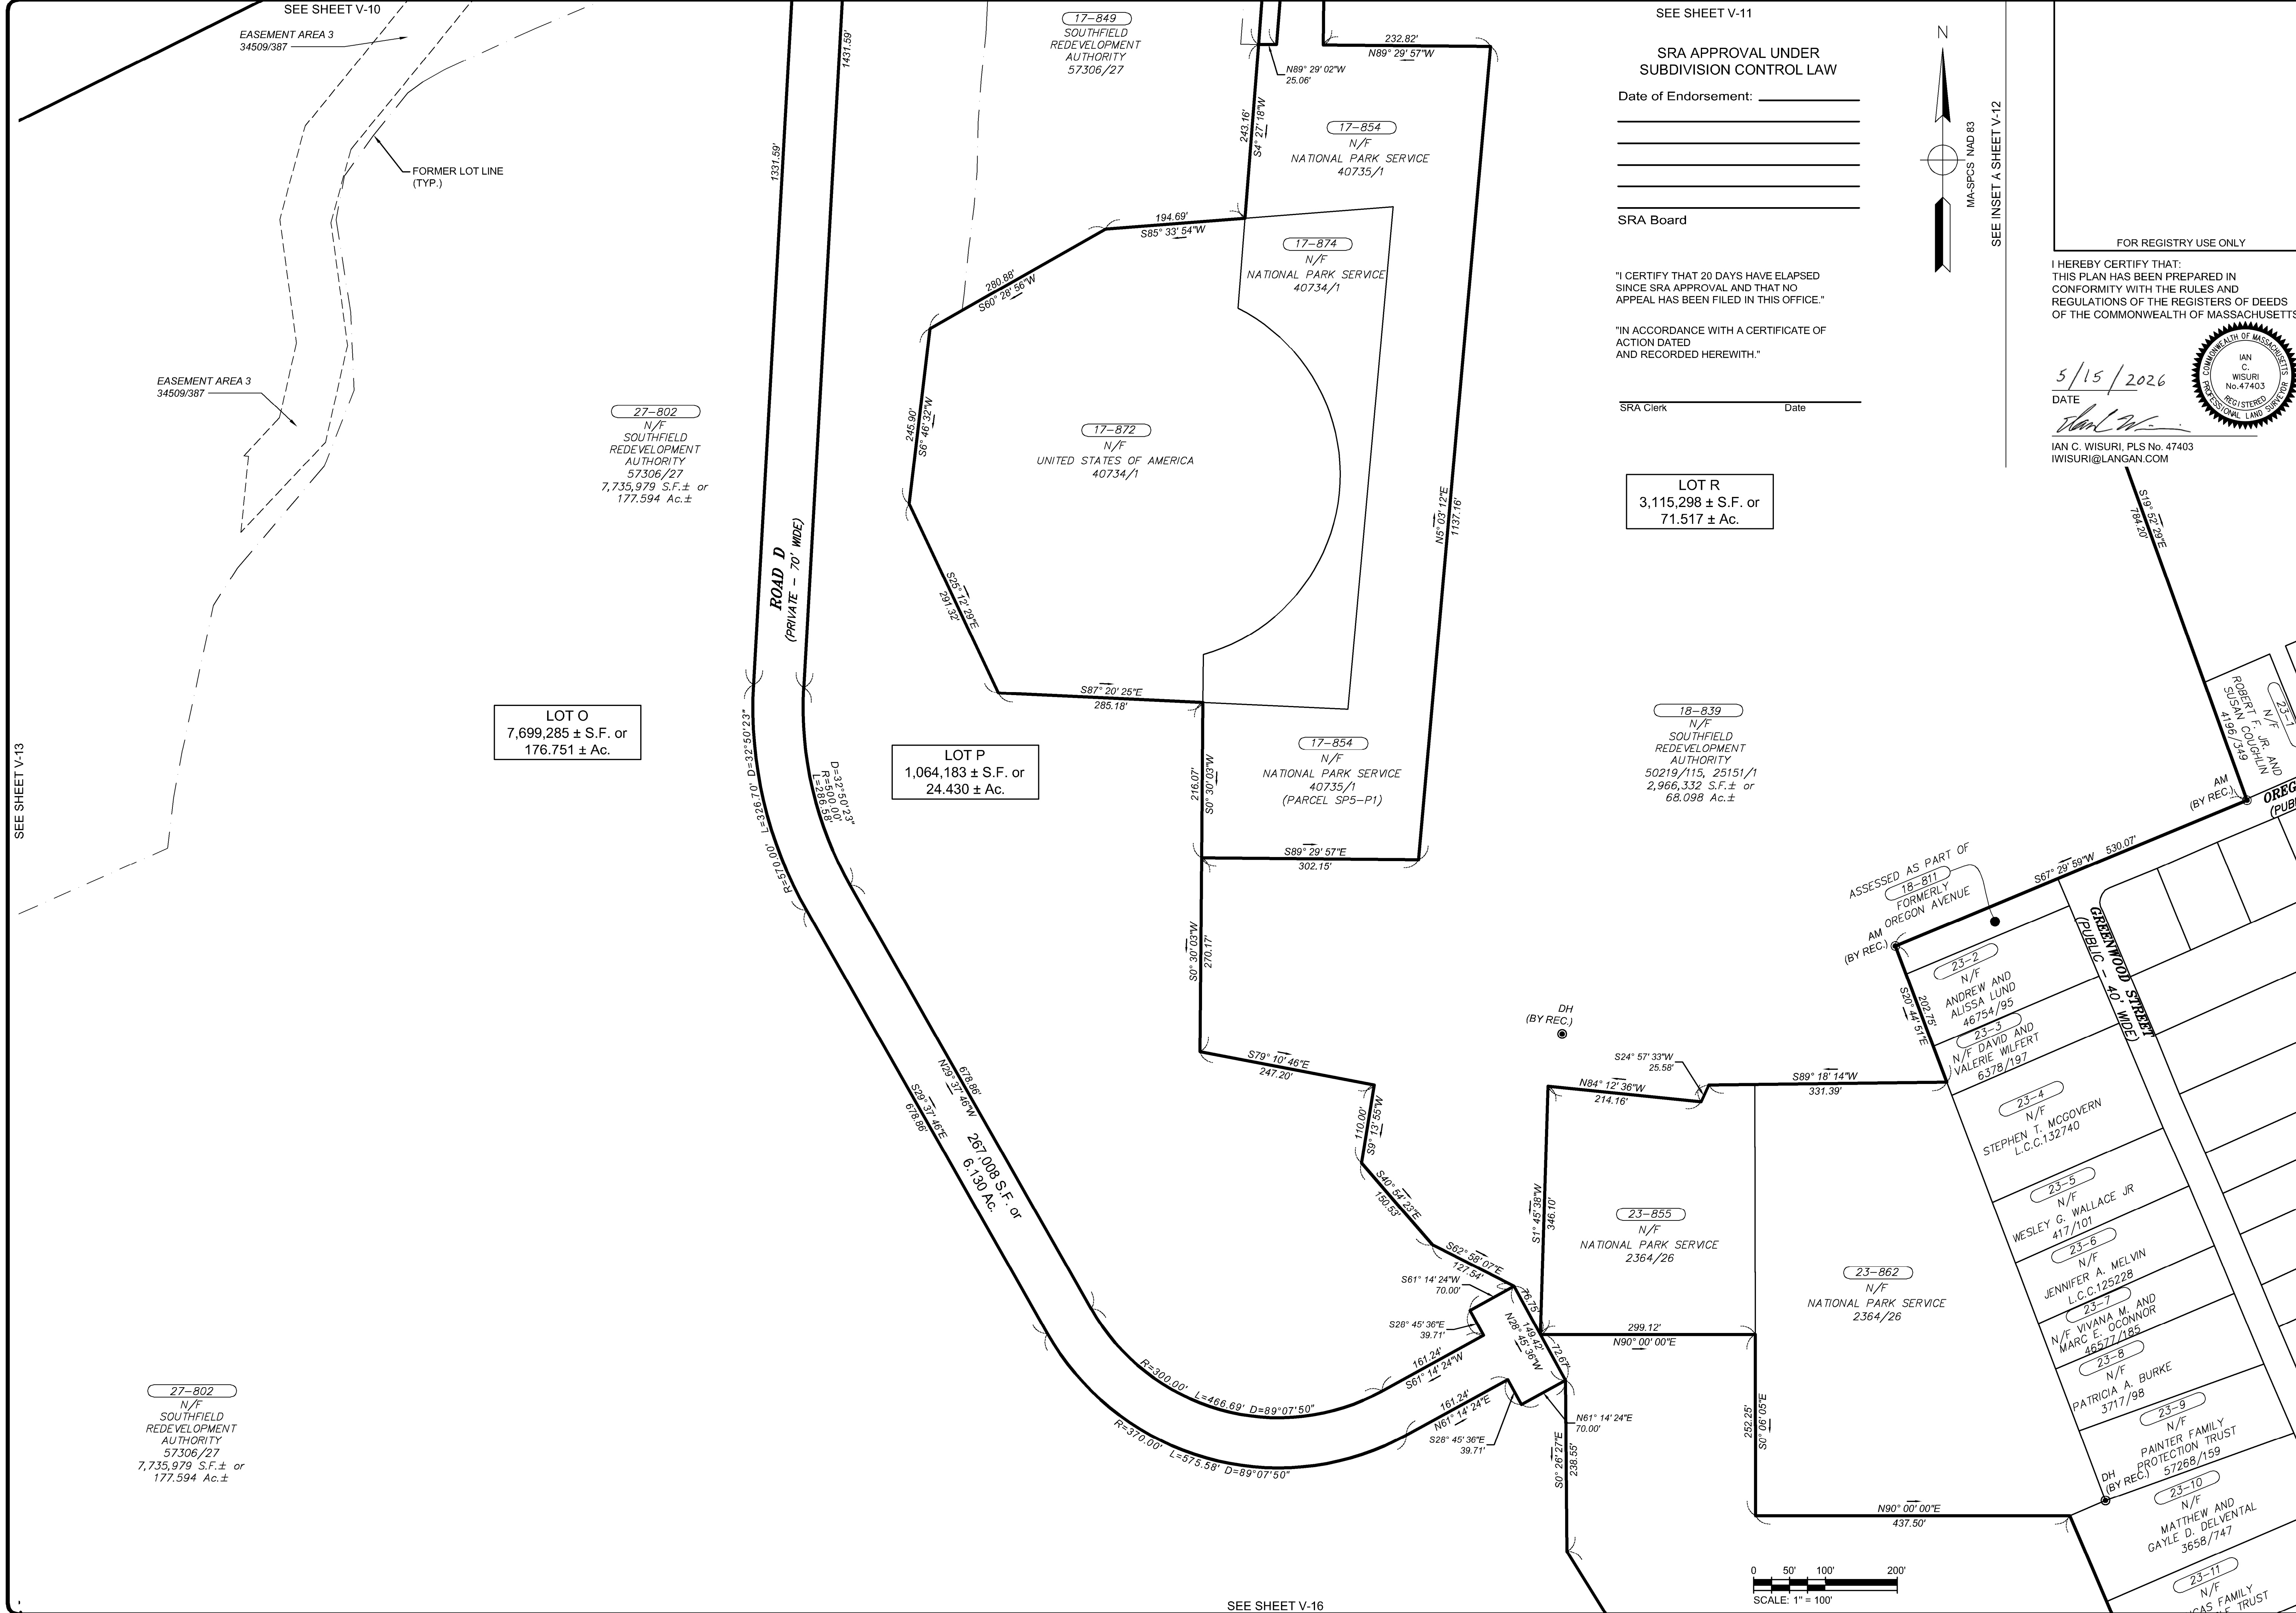 SEE SHEET V-10
EASEMENT AREA 3
34509/387
FORMER LOT LINE
(TYP.)
EASEMENT AREA 3
34509/387
SEE SHEET V-13
27-802
N/F
SOUTHFIELD
REDEVELOPMENT
AUTHORITY
57306/27
7,735,979 S.F.± or
177.594 Ac.±
LOT O
7,699,285 ± S.F. or
176.751 ± Ac.
27-802
N/F
SOUTHFIELD
REDEVELOPMENT
AUTHORITY
57306/27
7,735,979 S.F.± or
177.594 Ac.±
1331.59'
1431.59'
ROAD D
(PRIVATE - 70' WIDE)
R=570.00' L=326.70' D=32°50'23"
D=32°50'23"
R=500.00'
L=286.58'
S29° 37' 46"E
678.86'
678.86'
N29° 37' 46"W
267,008 S.F. or
6.130 Ac.
R=300.00' L=466.69' D=89°07'50"
R=370.00' L=575.58' D=89°07'50"
161.24'
S61° 14' 24"W
161.24'
N61° 14' 24"E
S28° 45' 36"E
39.71'
S61° 14' 24"W
70.00'
S28° 45' 36"E
39.71'
N61° 14' 24"E
70.00'
76.75'
149.42'
N28° 45' 36"W
72.67'
17-849
SOUTHFIELD
REDEVELOPMENT
AUTHORITY
57306/27
N89° 29' 02"W
25.06'
232.82'
N89° 29' 57"W
243.16'
S4° 27' 18"W
17-854
N/F
NATIONAL PARK SERVICE
40735/1
194.69'
S85° 33' 54"W
280.88'
S60° 28' 56"W
17-874
N/F
NATIONAL PARK SERVICE
40734/1
245.90'
S6° 46' 32"W
17-872
N/F
UNITED STATES OF AMERICA
40734/1
S25° 12' 29"E
291.32'
S87° 20' 25"E
285.18'
N5° 03' 12"E
1137.16'
LOT P
1,064,183 ± S.F. or
24.430 ± Ac.
17-854
N/F
NATIONAL PARK SERVICE
40735/1
(PARCEL SP5-P1)
216.07'
S0° 30' 03"W
S89° 29' 57"E
302.15'
S0° 30' 03"W
270.17'
S79° 10' 46"E
247.20'
110.00'
S9° 13' 55"W
S40° 54' 23"E
150.53'
S62° 58' 07"E
127.54'
SEE SHEET V-11
SRA APPROVAL UNDER
SUBDIVISION CONTROL LAW
Date of Endorsement:
SRA Board
"I CERTIFY THAT 20 DAYS HAVE ELAPSED
SINCE SRA APPROVAL AND THAT NO
APPEAL HAS BEEN FILED IN THIS OFFICE."
"IN ACCORDANCE WITH A CERTIFICATE OF
ACTION DATED
AND RECORDED HEREWITH."
SRA Clerk Date
N
MA-SPCS NAD 83
SEE INSET A SHEET V-12
FOR REGISTRY USE ONLY
I HEREBY CERTIFY THAT:
THIS PLAN HAS BEEN PREPARED IN
CONFORMITY WITH THE RULES AND
REGULATIONS OF THE REGISTERS OF DEEDS
OF THE COMMONWEALTH OF MASSACHUSETTS
5/15/2026
DATE
COMMONWEALTH OF MASSACHUSETTS
IAN
C.
WISURI
No.47403
REGISTERED
PROFESSIONAL LAND SURVEYOR
IAN C. WISURI, PLS No. 47403
IWISURI@LANGAN.COM
LOT R
3,115,298 ± S.F. or
71.517 ± Ac.
S19° 52' 29"E
784.20'
18-839
N/F
SOUTHFIELD
REDEVELOPMENT
AUTHORITY
50219/115, 25151/1
2,966,332 S.F.± or
68.098 Ac.±
23-1
N/F
ROBERT F. JR. AND
SUSAN COUGHLIN
4196/349
AM
(BY REC.)
OREG
(PUB
S67° 29' 59"W 530.07'
ASSESSED AS PART OF
18-811
FORMERLY
OREGON AVENUE
AM
(BY REC.)
GREENWOOD STREET
(PUBLIC - 40' WIDE)
202.75'
S20° 44' 51"E
23-2
N/F
ANDREW AND
ALISSA LUND
46754/95
23-3
N/F DAVID AND
VALERIE WILFERT
6378/197
23-4
N/F
STEPHEN T. MCGOVERN
L.C.C.132740
23-5
N/F
WESLEY G. WALLACE JR
417/101
23-6
N/F
JENNIFER A. MELVIN
L.C.C.125228
23-7
N/F VIVANA M. AND
MARC E. OCONNOR
46577/185
23-8
N/F
PATRICIA A. BURKE
3717/98
23-9
N/F
PAINTER FAMILY
PROTECTION TRUST
57268/159
DH
(BY REC.)
23-10
N/F
MATTHEW AND
GAYLE D. DELVENTAL
3658/747
23-11
N/F
CAS FAMILY
TRUST
DH
(BY REC.)
S24° 57' 33"W
25.58'
N84° 12' 36"W
214.16'
S89° 18' 14"W
331.39'
S1° 45' 38"W
346.10'
23-855
N/F
NATIONAL PARK SERVICE
2364/26
23-862
N/F
NATIONAL PARK SERVICE
2364/26
299.12'
N90° 00' 00"E
252.25'
S0° 06' 05"E
S0° 26' 27"E
238.55'
N90° 00' 00"E
437.50'
0 50' 100' 200'
SCALE: 1" = 100'
SEE SHEET V-16